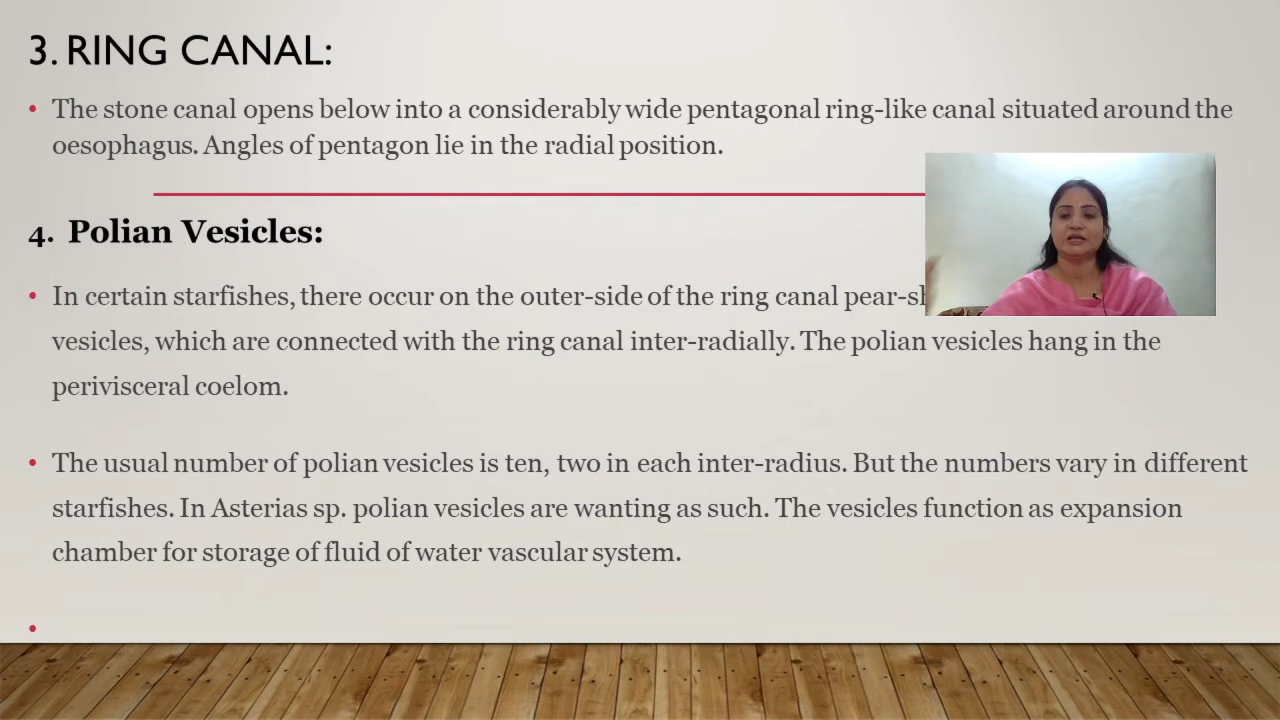 3. RING CANAL:
• The stone canal opens below into a considerably wide pentagonal ring-like canal situated around the
oesophagus. Angles of pentagon lie in the radial position.
4. Polian Vesicles:
• In certain starfishes, there occur on the outer-side of the ring canal
vesicles, which are connected with the ring canal inter-radially. The polian vesicles hang in the
perivisceral coelom.
• The usual number of polian vesicles is ten, two in each inter-radius. But the numbers vary in different
starfishes. In Asterias sp. polian vesicles are wanting as such. The vesicles function as expansion
chamber for storage of fluid of water vascular system.
•